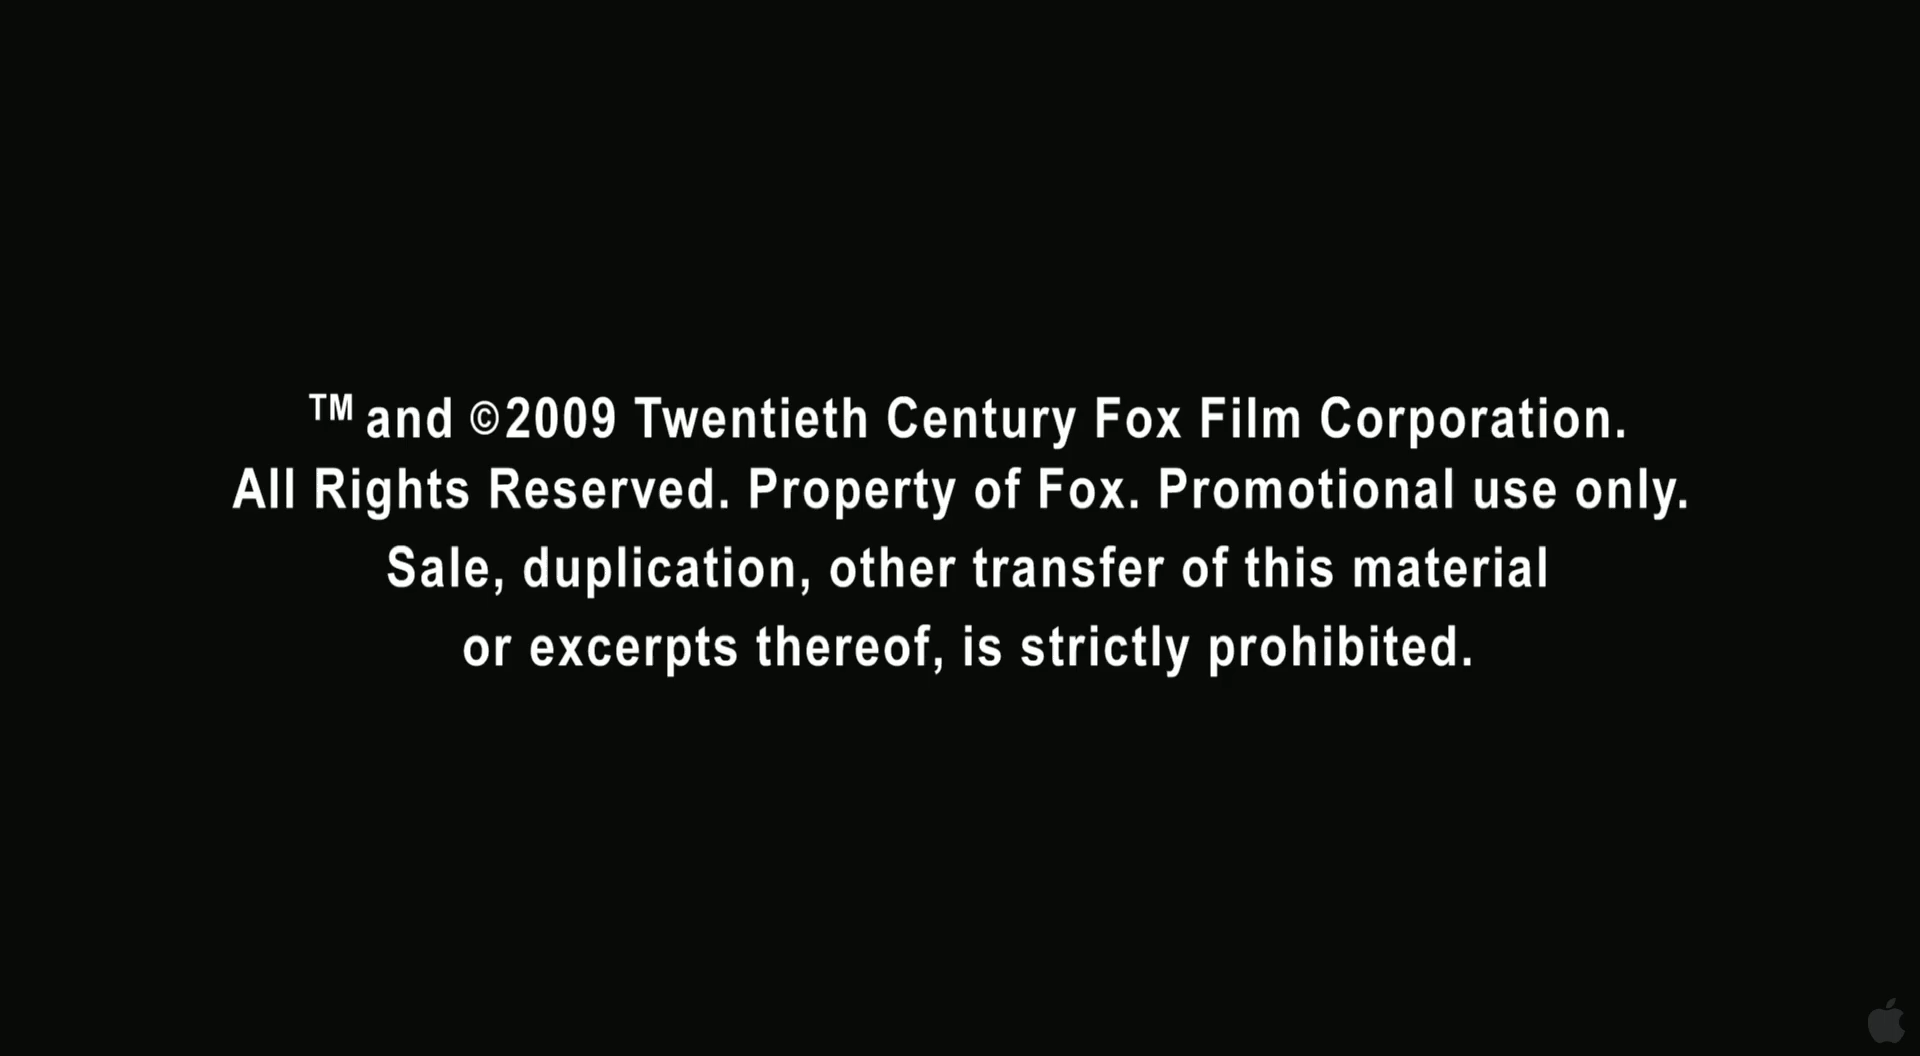 ™ and ©2009 Twentieth Century Fox Film Corporation.
All Rights Reserved. Property of Fox. Promotional use only.
Sale, duplication, other transfer of this material
or excerpts thereof, is strictly prohibited.